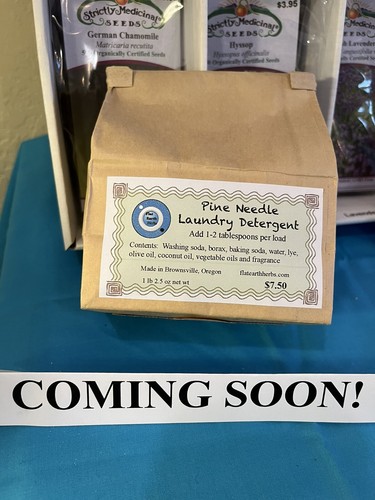 Strictly Medicinal
SEEDS
German Chamomile
Matricaria recutita
Organically Certified Seeds
$3.95
Strictly Medicinal
SEEDS
Hyssop
Hyssopus officinalis
Organically Certified Seeds
Pine Needle
Laundry Detergent
Add 1-2 tablespoons per load
Contents: Washing soda, borax, baking soda, water, lye,
olive oil, coconut oil, vegetable oils and fragrance
Made in Brownsville, Oregon flatearthherbs.com
1 lb 2.5 oz net wt $7.50
COMING SOON!